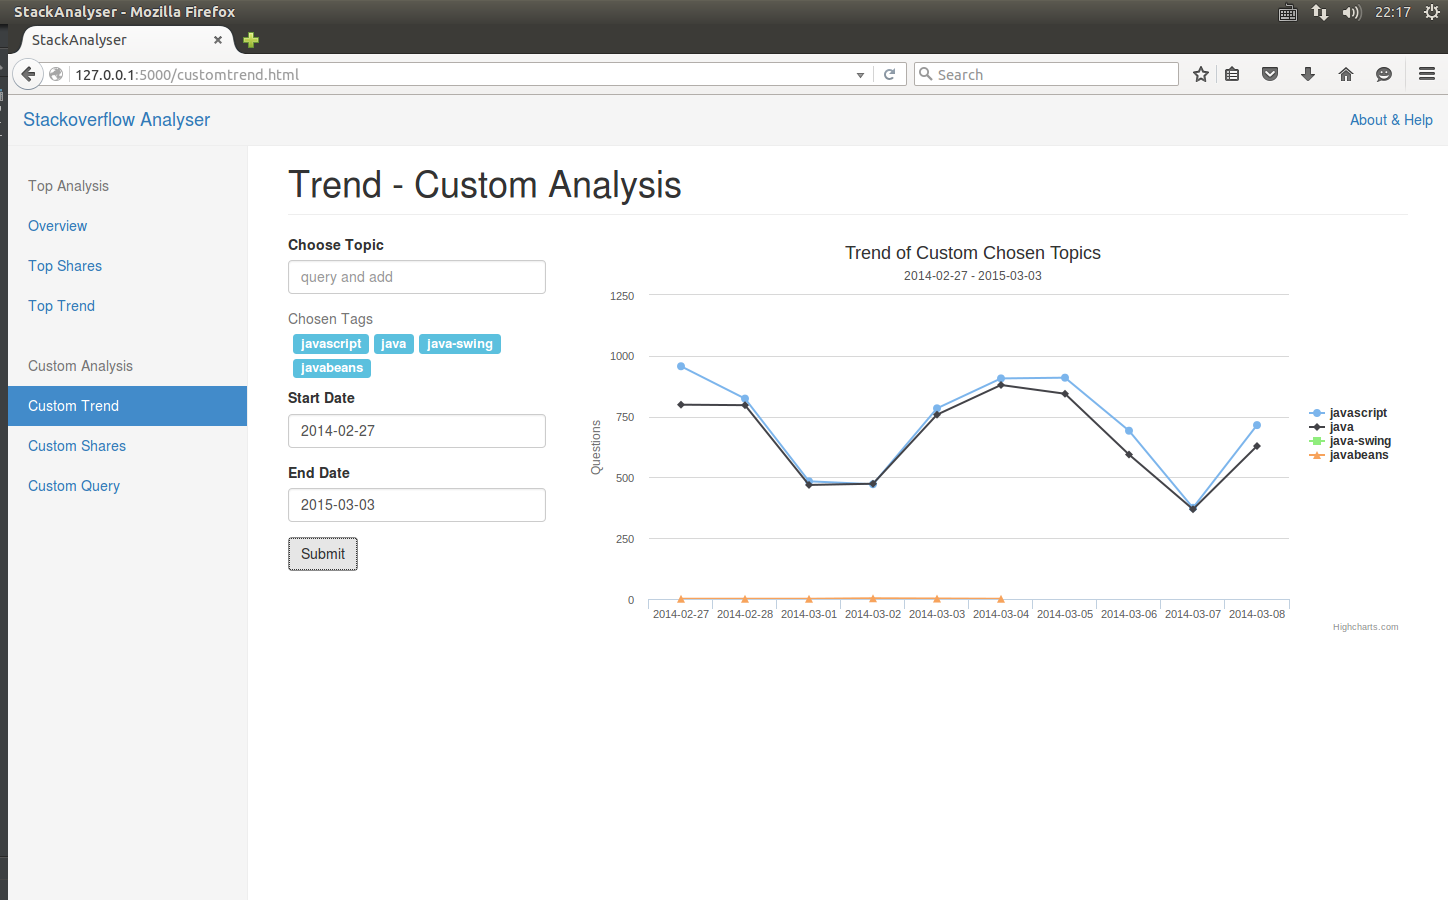 StackAnalyser - Mozilla Firefox
22:17
StackAnalyser
127.0.0.1:5000/customtrend.html
Search
Stackoverflow Analyser
About & Help
Top Analysis
Overview
Top Shares
Top Trend
Custom Analysis
Custom Trend
Custom Shares
Custom Query
Trend - Custom Analysis
Choose Topic
query and add
Chosen Tags
javascript java java-swing
javabeans
Start Date
2014-02-27
End Date
2015-03-03
Submit
Trend of Custom Chosen Topics
2014-02-27 - 2015-03-03
Questions
1250
1000
750
500
250
0
2014-02-27 2014-02-28 2014-03-01 2014-03-02 2014-03-03 2014-03-04 2014-03-05 2014-03-06 2014-03-07 2014-03-08
javascript
java
java-swing
javabeans
Highcharts.com